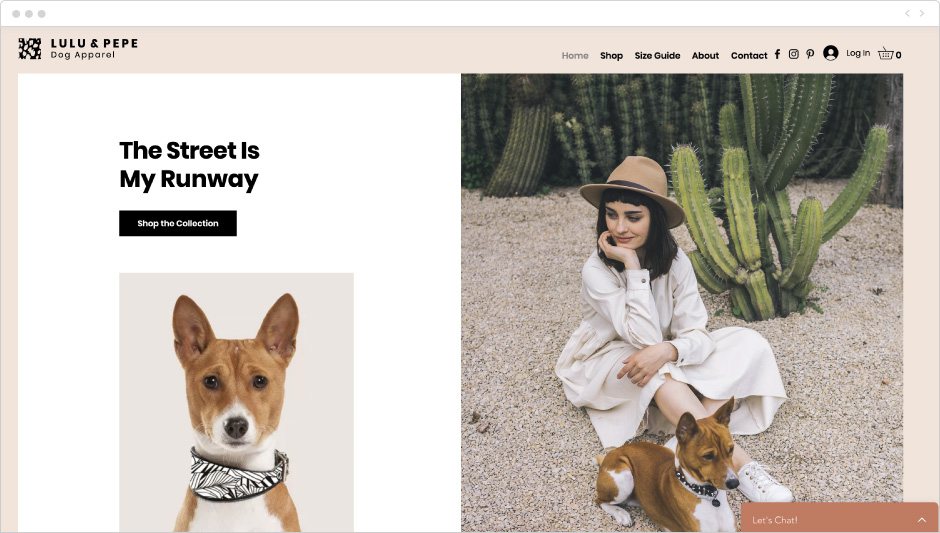 LULU & PEPE
Dog Apparel
Home Shop Size Guide About Contact Log In 0
The Street Is
My Runway
Shop the Collection
Let's Chat!